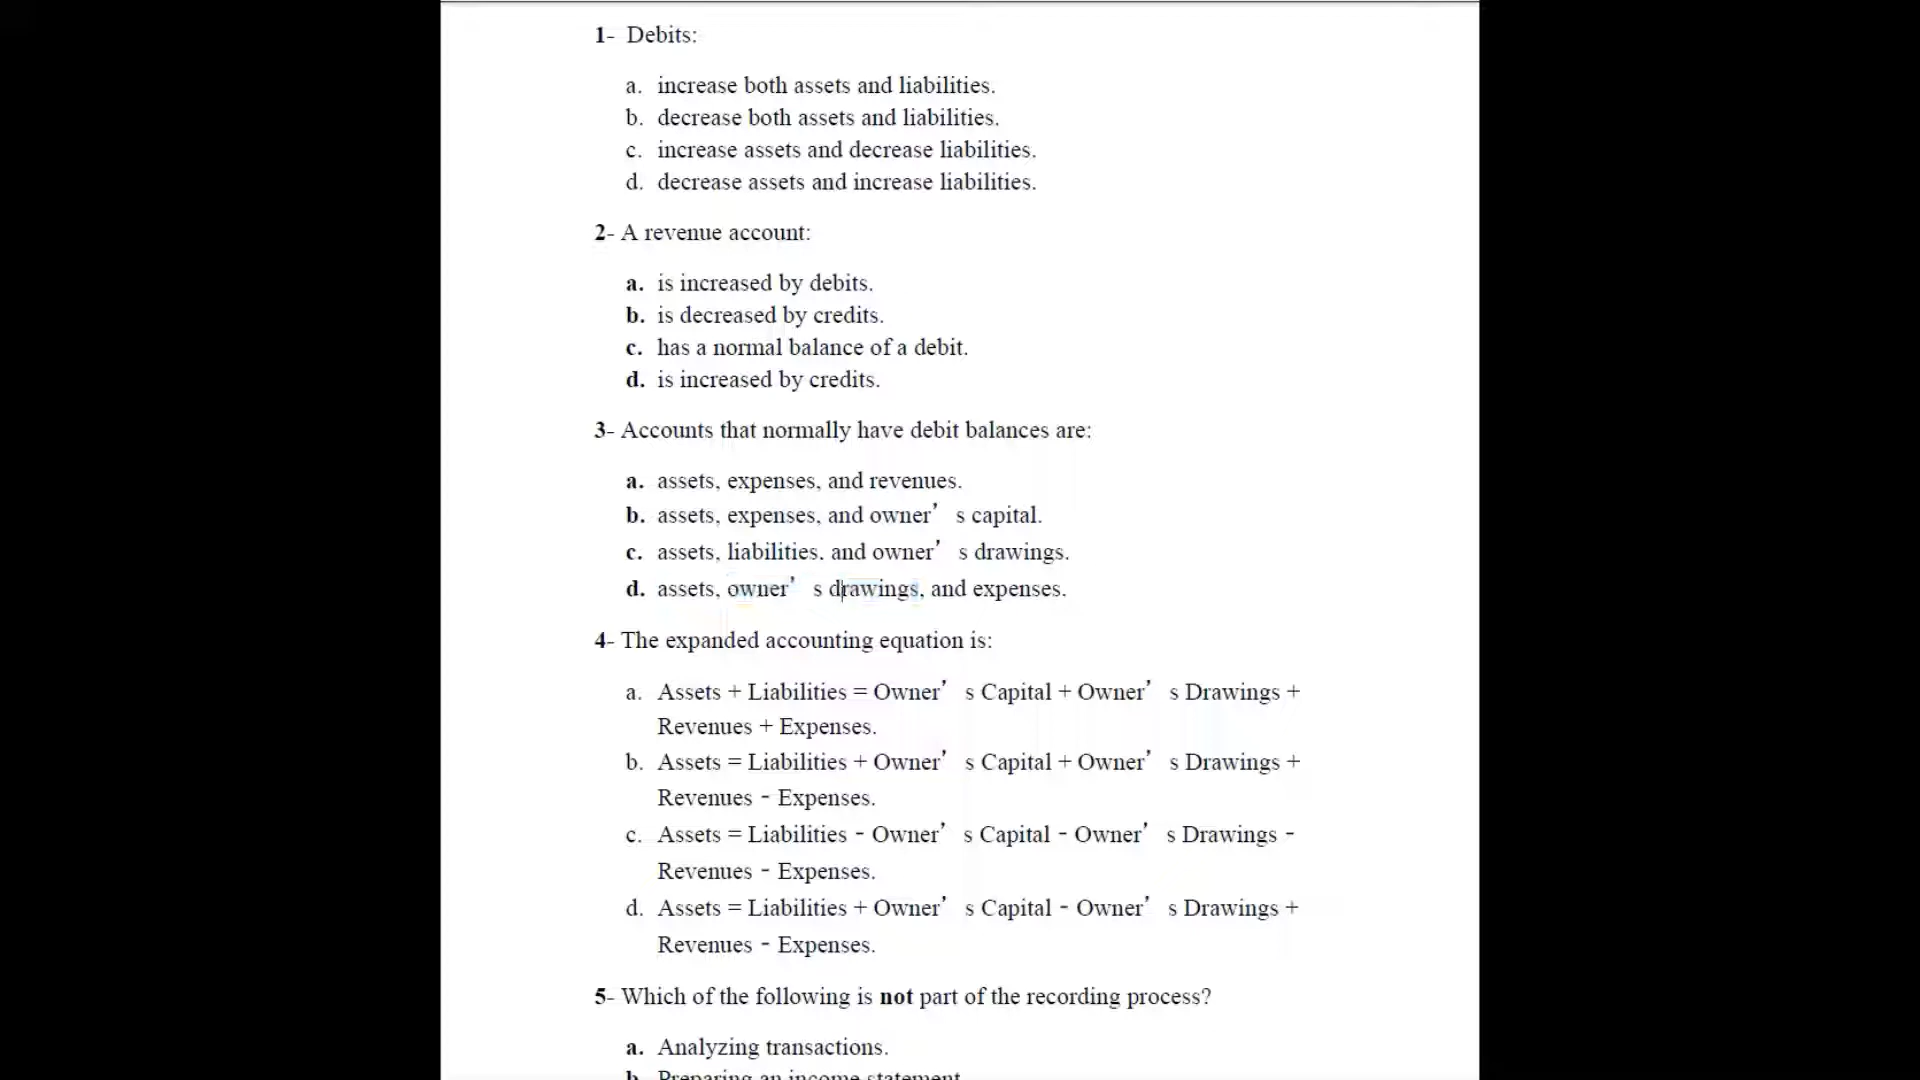 1- Debits:
a. increase both assets and liabilities.
b. decrease both assets and liabilities.
c. increase assets and decrease liabilities.
d. decrease assets and increase liabilities.
2- A revenue account:
a. is increased by debits.
b. is decreased by credits.
c. has a normal balance of a debit.
d. is increased by credits.
3- Accounts that normally have debit balances are:
a. assets, expenses, and revenues.
b. assets, expenses, and owner’s capital.
c. assets, liabilities, and owner’s drawings.
d. assets, owner’s drawings, and expenses.
4- The expanded accounting equation is:
a. Assets + Liabilities = Owner’s Capital + Owner’s Drawings +
Revenues + Expenses.
b. Assets = Liabilities + Owner’s Capital + Owner’s Drawings +
Revenues - Expenses.
c. Assets = Liabilities - Owner’s Capital - Owner’s Drawings -
Revenues - Expenses.
d. Assets = Liabilities + Owner’s Capital - Owner’s Drawings +
Revenues - Expenses.
5- Which of the following is not part of the recording process?
a. Analyzing transactions.
b. Preparing an income statement.